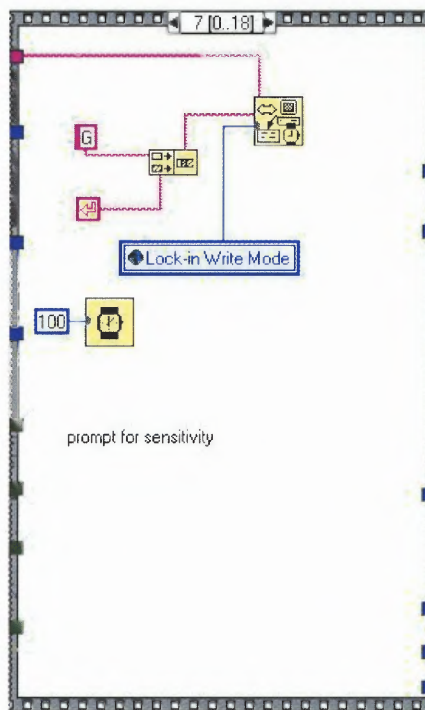 7 [0..18]
G
Lock-in Write Mode
100
prompt for sensitivity